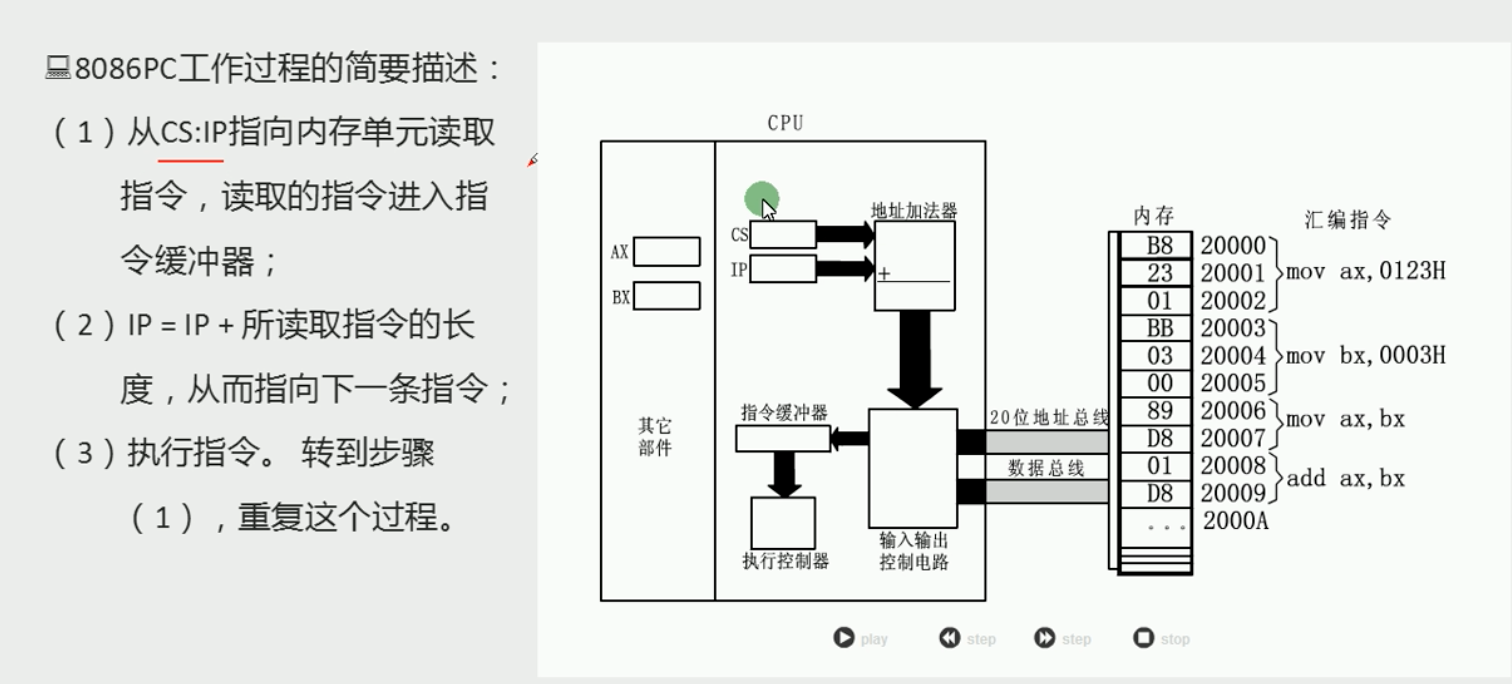 8086PC工作过程的简要描述：
（1）从CS:IP指向内存单元读取
指令，读取的指令进入指
令缓冲器；
（2）IP = IP + 所读取指令的长
度，从而指向下一条指令；
（3）执行指令。 转到步骤
（1），重复这个过程。
CPU
地址加法器
CS
IP
+
AX
BX
其它
部件
指令缓冲器
执行控制器
输入输出
控制电路
20位地址总线
数据总线
内存
汇编指令
B8 20000
23 20001 mov ax,0123H
01 20002
BB 20003
03 20004 mov bx,0003H
00 20005
89 20006 mov ax,bx
D8 20007
01 20008 add ax,bx
D8 20009
... 2000A
play step step stop